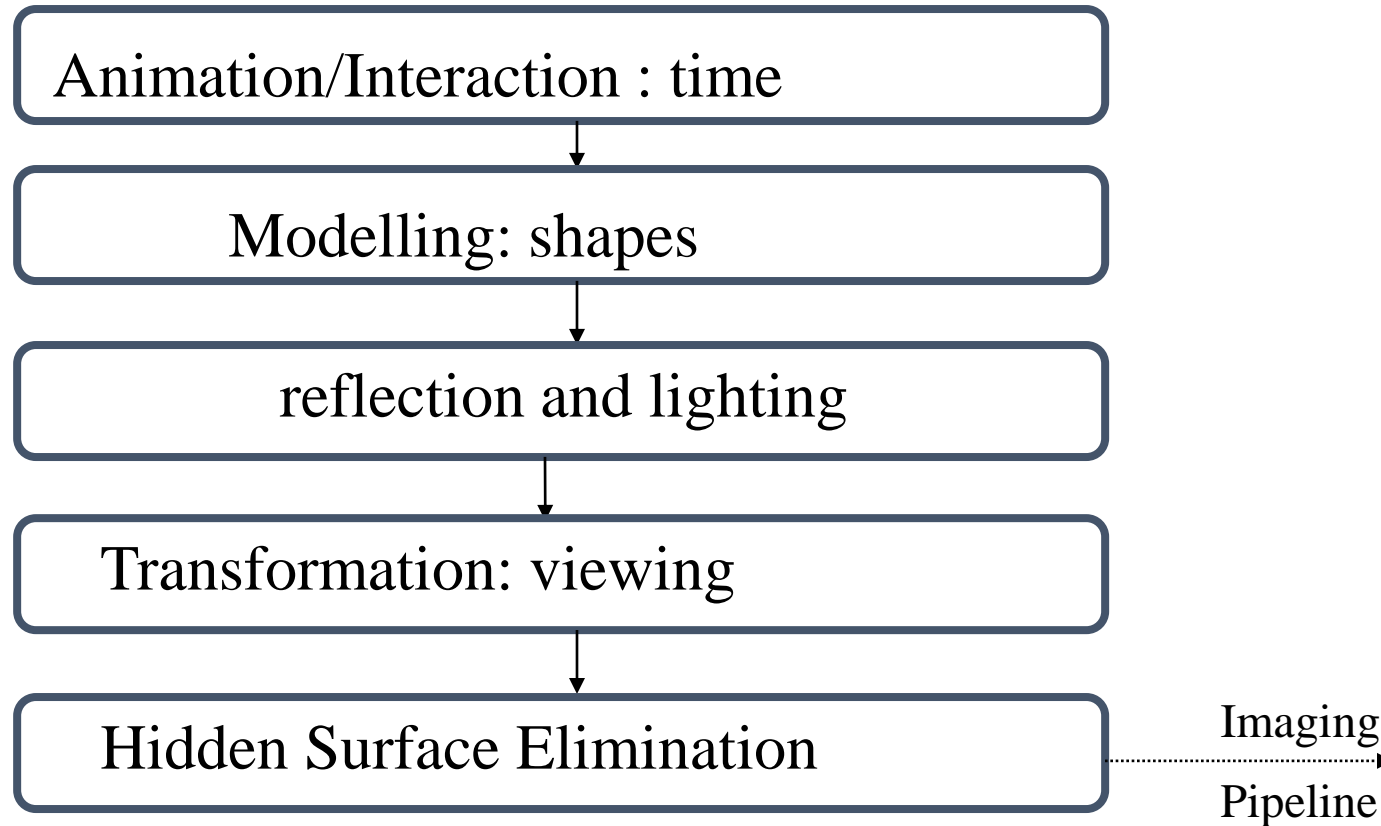 Animation/Interaction : time
Modelling: shapes
reflection and lighting
Transformation: viewing
Hidden Surface Elimination
Imaging
Pipeline